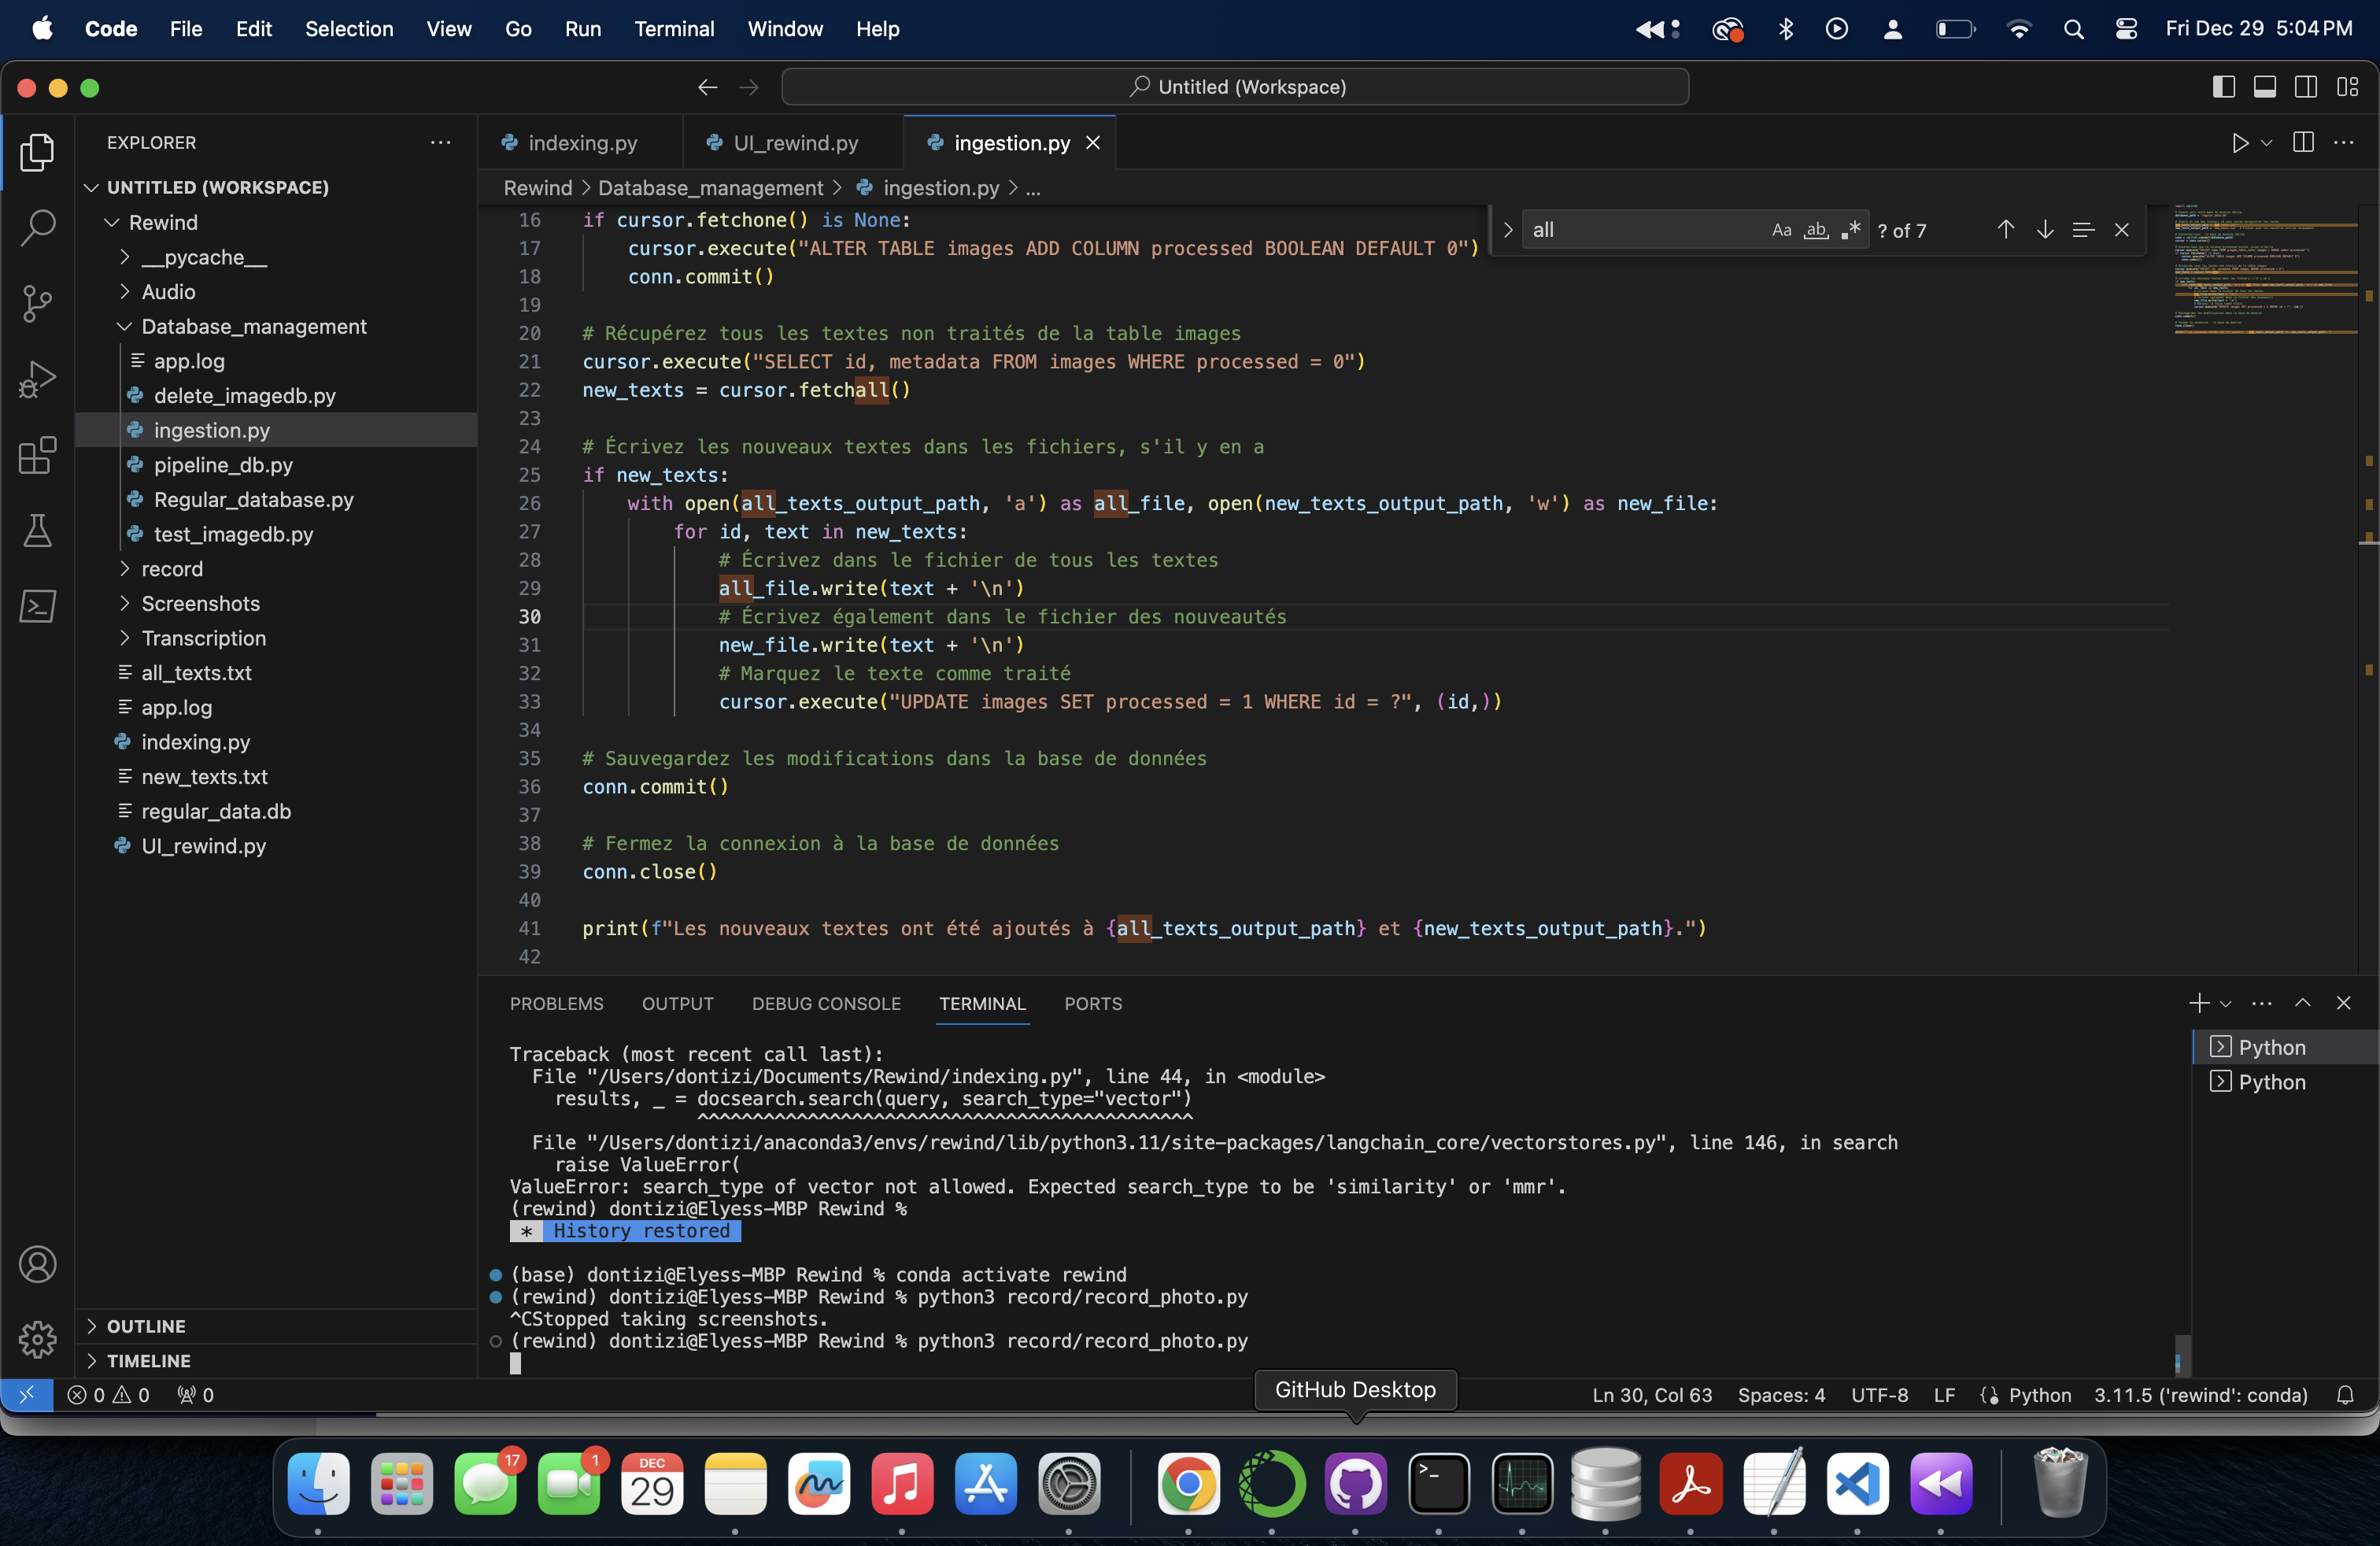 Code File Edit Selection View Go Run Terminal Window Help Fri Dec 29 5:04 PM
Untitled (Workspace)
EXPLORER
UNTITLED (WORKSPACE)
Rewind
__pycache__
Audio
Database_management
app.log
delete_imagedb.py
ingestion.py
pipeline_db.py
Regular_database.py
test_imagedb.py
record
Screenshots
Transcription
all_texts.txt
app.log
indexing.py
new_texts.txt
regular_data.db
UI_rewind.py
OUTLINE
TIMELINE
indexing.py UI_rewind.py ingestion.py
Rewind > Database_management > ingestion.py > ...
all Aa ab ? of 7
16 if cursor.fetchone() is None:
17 cursor.execute("ALTER TABLE images ADD COLUMN processed BOOLEAN DEFAULT 0")
18 conn.commit()
19
20 # Récupérez tous les textes non traités de la table images
21 cursor.execute("SELECT id, metadata FROM images WHERE processed = 0")
22 new_texts = cursor.fetchall()
23
24 # Écrivez les nouveaux textes dans les fichiers, s'il y en a
25 if new_texts:
26 with open(all_texts_output_path, 'a') as all_file, open(new_texts_output_path, 'w') as new_file:
27 for id, text in new_texts:
28 # Écrivez dans le fichier de tous les textes
29 all_file.write(text + '\n')
30 # Écrivez également dans le fichier des nouveautés
31 new_file.write(text + '\n')
32 # Marquez le texte comme traité
33 cursor.execute("UPDATE images SET processed = 1 WHERE id = ?", (id,))
34
35 # Sauvegardez les modifications dans la base de données
36 conn.commit()
37
38 # Fermez la connexion à la base de données
39 conn.close()
40
41 print(f"Les nouveaux textes ont été ajoutés à {all_texts_output_path} et {new_texts_output_path}.")
42
PROBLEMS OUTPUT DEBUG CONSOLE TERMINAL PORTS
Traceback (most recent call last):
File "/Users/dontizi/Documents/Rewind/indexing.py", line 44, in <module>
results, _ = docsearch.search(query, search_type="vector")
^^^^^^^^^^^^^^^^^^^^^^^^^^^^^^^^^^^^^^^^^^^^^
File "/Users/dontizi/anaconda3/envs/rewind/lib/python3.11/site-packages/langchain_core/vectorstores.py", line 146, in search
raise ValueError(
ValueError: search_type of vector not allowed. Expected search_type to be 'similarity' or 'mmr'.
(rewind) dontizi@Elyess-MBP Rewind %
* History restored
(base) dontizi@Elyess-MBP Rewind % conda activate rewind
(rewind) dontizi@Elyess-MBP Rewind % python3 record/record_photo.py
^CStopped taking screenshots.
(rewind) dontizi@Elyess-MBP Rewind % python3 record/record_photo.py
Python
Python
GitHub Desktop
0 0 0 Ln 30, Col 63 Spaces: 4 UTF-8 LF Python 3.11.5 ('rewind': conda)
17 1 DEC 29